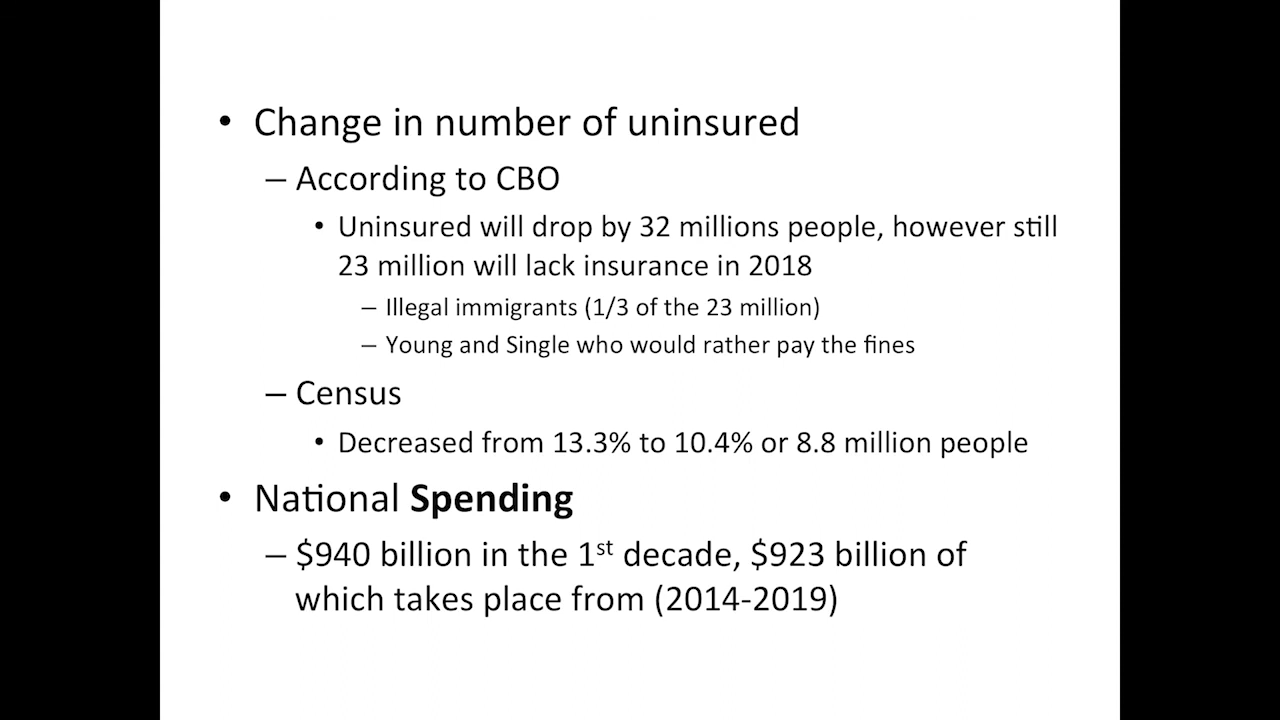 • Change in number of uninsured
– According to CBO
• Uninsured will drop by 32 millions people, however still
23 million will lack insurance in 2018
– Illegal immigrants (1/3 of the 23 million)
– Young and Single who would rather pay the fines
– Census
• Decreased from 13.3% to 10.4% or 8.8 million people
• National Spending
– $940 billion in the 1st decade, $923 billion of
which takes place from (2014-2019)